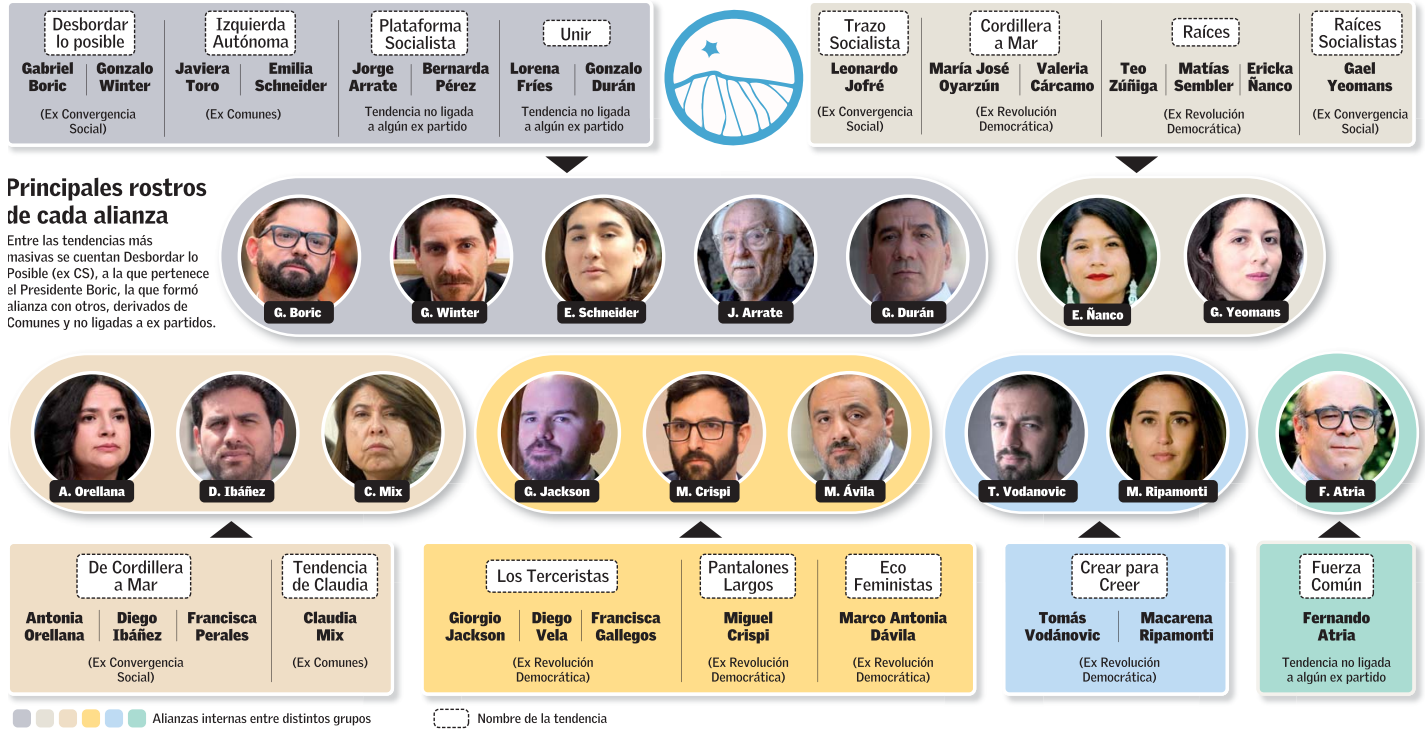 Desbordar
lo posible
Gabriel
Boric
Gonzalo
Winter
(Ex Convergencia
Social)
Izquierda
Autónoma
Javiera
Toro
Emilia
Schneider
(Ex Comunes)
Plataforma
Socialista
Jorge
Arrate
Bernarda
Pérez
Tendencia no ligada
a algún ex partido
Unir
Lorena
Fríes
Gonzalo
Durán
Tendencia no ligada
a algún ex partido
Trazo
Socialista
Leonardo
Jofré
(Ex Convergencia
Social)
Cordillera
a Mar
María José
Oyarzún
Valeria
Cárcamo
(Ex Revolución
Democrática)
Raíces
Teo
Zúñiga
Matías
Sembler
Ericka
Ñanco
(Ex Revolución
Democrática)
Raíces
Socialistas
Gael
Yeomans
(Ex Convergencia
Social)
Principales rostros
de cada alianza
Entre las tendencias más
masivas se cuentan Desbordar lo
Posible (ex CS), a la que pertenece
el Presidente Boric, la que formó
alianza con otros, derivados de
Comunes y no ligadas a ex partidos.
G. Boric
G. Winter
E. Schneider
J. Arrate
G. Durán
E. Ñanco
G. Yeomans
A. Orellana
D. Ibáñez
C. Mix
G. Jackson
M. Crispi
M. Ávila
T. Vodanovic
M. Ripamonti
F. Atria
De Cordillera
a Mar
Antonia
Orellana
Diego
Ibáñez
Francisca
Perales
(Ex Convergencia
Social)
Tendencia
de Claudia
Claudia
Mix
(Ex Comunes)
Los Terceristas
Giorgio
Jackson
Diego
Vela
Francisca
Gallegos
(Ex Revolución
Democrática)
Pantalones
Largos
Miguel
Crispi
(Ex Revolución
Democrática)
Eco
Feministas
Marco Antonia
Dávila
(Ex Revolución
Democrática)
Crear para
Creer
Tomás
Vodánovic
Macarena
Ripamonti
(Ex Revolución
Democrática)
Fuerza
Común
Fernando
Atria
Tendencia no ligada
a algún ex partido
Alianzas internas entre distintos grupos
Nombre de la tendencia